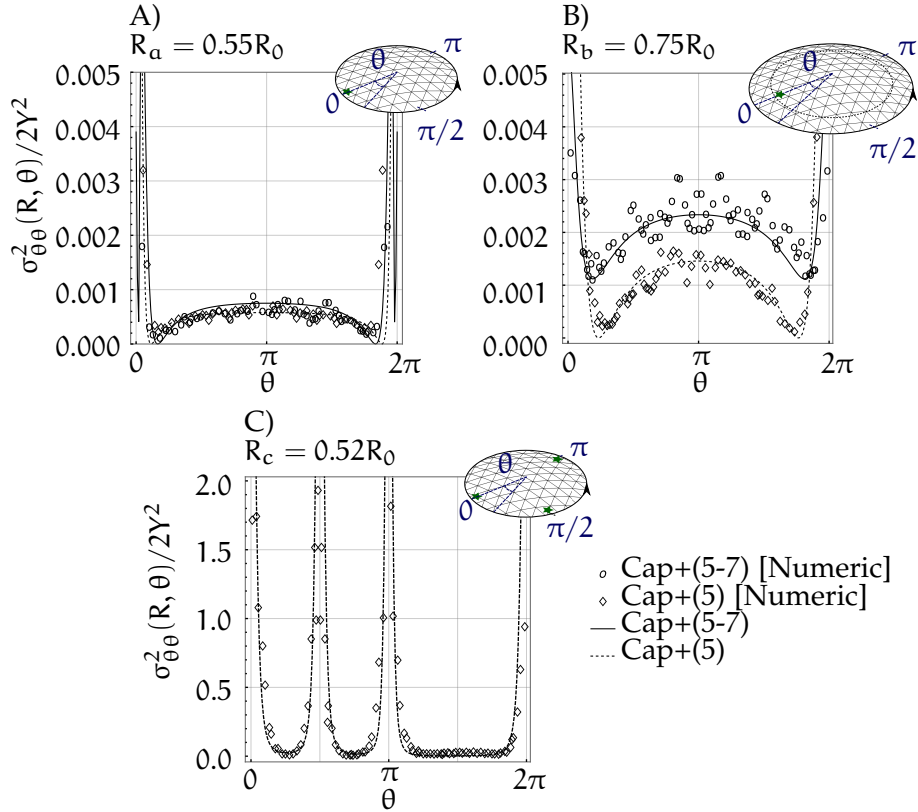 A)
R_a = 0.55R_0
π
θ
0
π/2
0.005
0.004
0.003
0.002
0.001
0.000
σ²_θθ(R, θ)/2Y²
0
π
2π
θ
B)
R_b = 0.75R_0
π
θ
0
π/2
0.005
0.004
0.003
0.002
0.001
0.000
0
π
2π
θ
C)
R_c = 0.52R_0
π
θ
0
π/2
2.0
1.5
1.0
0.5
0.0
σ²_θθ(R, θ)/2Y²
0
π
2π
θ
Cap+(5-7) [Numeric]
Cap+(5) [Numeric]
Cap+(5-7)
Cap+(5)